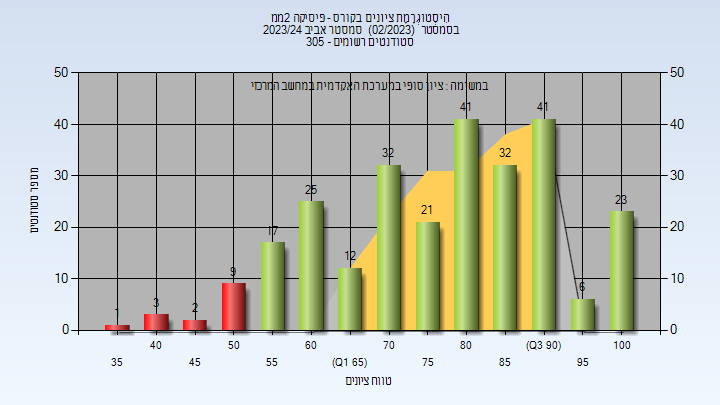 היסטוגרמת ציונים בקורס - פיסיקה 2ממ
בסמסטר (02/2023) סמסטר אביב 2023/24
סטודנטים רשומים - 305
במשימה : ציון סופי במערכת האקדמית במחשב המרכזי
מספר סטודנטים
50 50
40 40
30 30
20 20
10 10
0 0
1 3 2 9 17 25 12 32 21 41 32 41 6 23
40 50 60 70 80 (Q3 90) 100
35 45 55 (Q1 65) 75 85 95
טווח ציונים